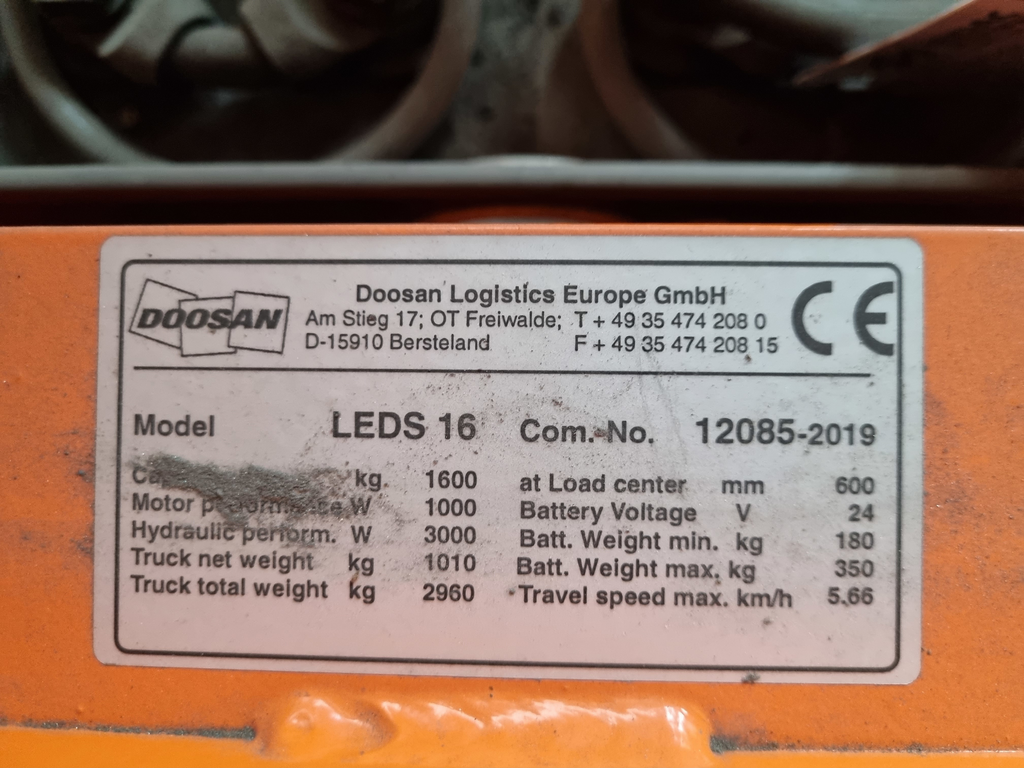 DOOSAN
Doosan Logistics Europe GmbH
Am Stieg 17; OT Freiwalde; T + 49 35 474 208 0
D-15910 Bersteland F + 49 35 474 208 15
CE
Model LEDS 16 Com.-No. 12085-2019
kg. 1600 at Load center mm 600
Motor performance W 1000 Battery Voltage V 24
Hydraulic perform. W 3000 Batt. Weight min. kg 180
Truck net weight kg 1010 Batt. Weight max. kg 350
Truck total weight kg 2960 Travel speed max. km/h 5.66